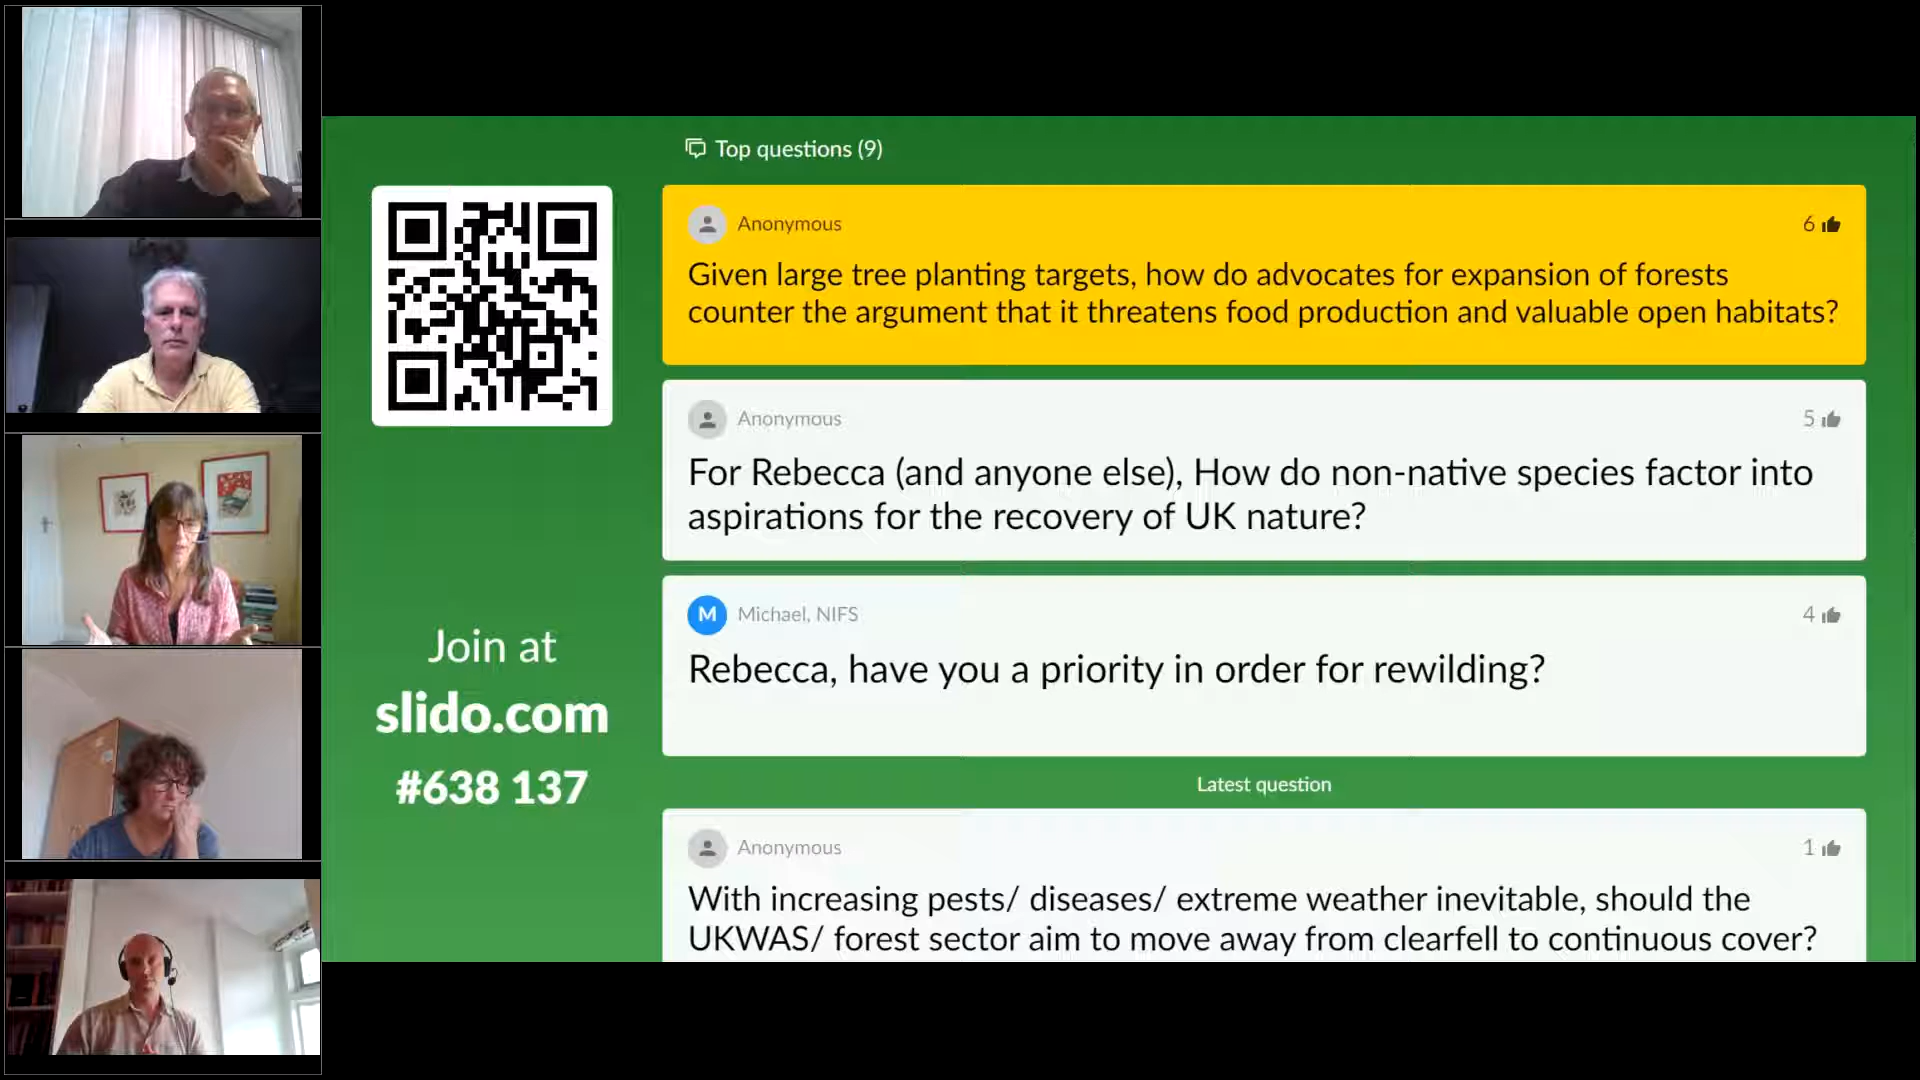 Top questions (9)
Anonymous
6
Given large tree planting targets, how do advocates for expansion of forests
counter the argument that it threatens food production and valuable open habitats?
Anonymous
5
For Rebecca (and anyone else), How do non-native species factor into
aspirations for the recovery of UK nature?
M
Michael, NIFS
4
Rebecca, have you a priority in order for rewilding?
Latest question
Anonymous
1
With increasing pests/ diseases/ extreme weather inevitable, should the
UKWAS/ forest sector aim to move away from clearfell to continuous cover?
Join at
slido.com
#638 137